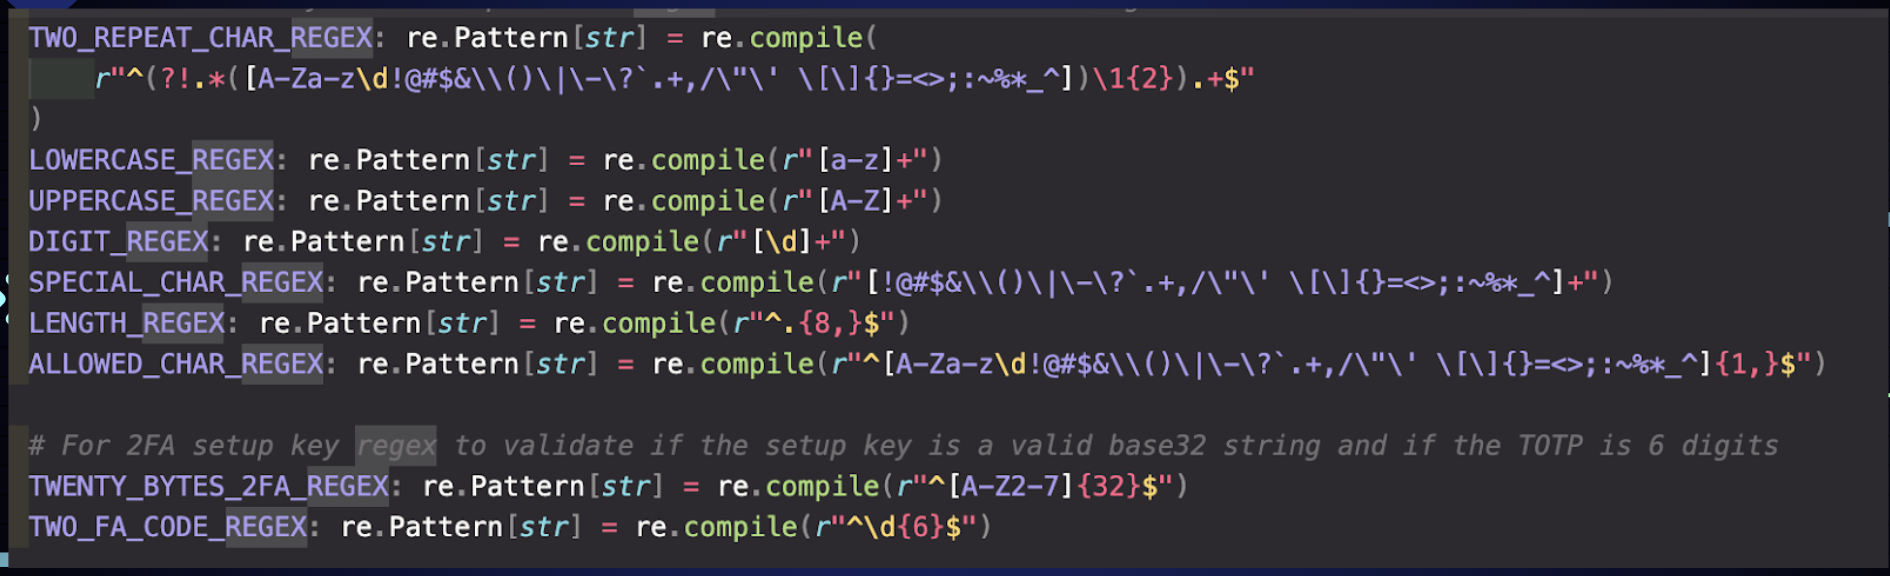 TWO_REPEAT_CHAR_REGEX: re.Pattern[str] = re.compile(
    r"^(?!.*([A-Za-z\d!@#$&\\()\|\-\?`.+,/\"\' \[\]{}=<>;:~%*_^])\1{2}).+$"
)
LOWERCASE_REGEX: re.Pattern[str] = re.compile(r"[a-z]+")
UPPERCASE_REGEX: re.Pattern[str] = re.compile(r"[A-Z]+")
DIGIT_REGEX: re.Pattern[str] = re.compile(r"[\d]+")
SPECIAL_CHAR_REGEX: re.Pattern[str] = re.compile(r"[!@#$&\\()\|\-\?`.+,/\"\' \[\]{}=<>;:~%*_^]+")
LENGTH_REGEX: re.Pattern[str] = re.compile(r"^.{8,}$")
ALLOWED_CHAR_REGEX: re.Pattern[str] = re.compile(r"^[A-Za-z\d!@#$&\\()\|\-\?`.+,/\"\' \[\]{}=<>;:~%*_^]{1,}$")
# For 2FA setup key regex to validate if the setup key is a valid base32 string and if the TOTP is 6 digits
TWENTY_BYTES_2FA_REGEX: re.Pattern[str] = re.compile(r"^[A-Z2-7]{32}$")
TWO_FA_CODE_REGEX: re.Pattern[str] = re.compile(r"^\d{6}$")